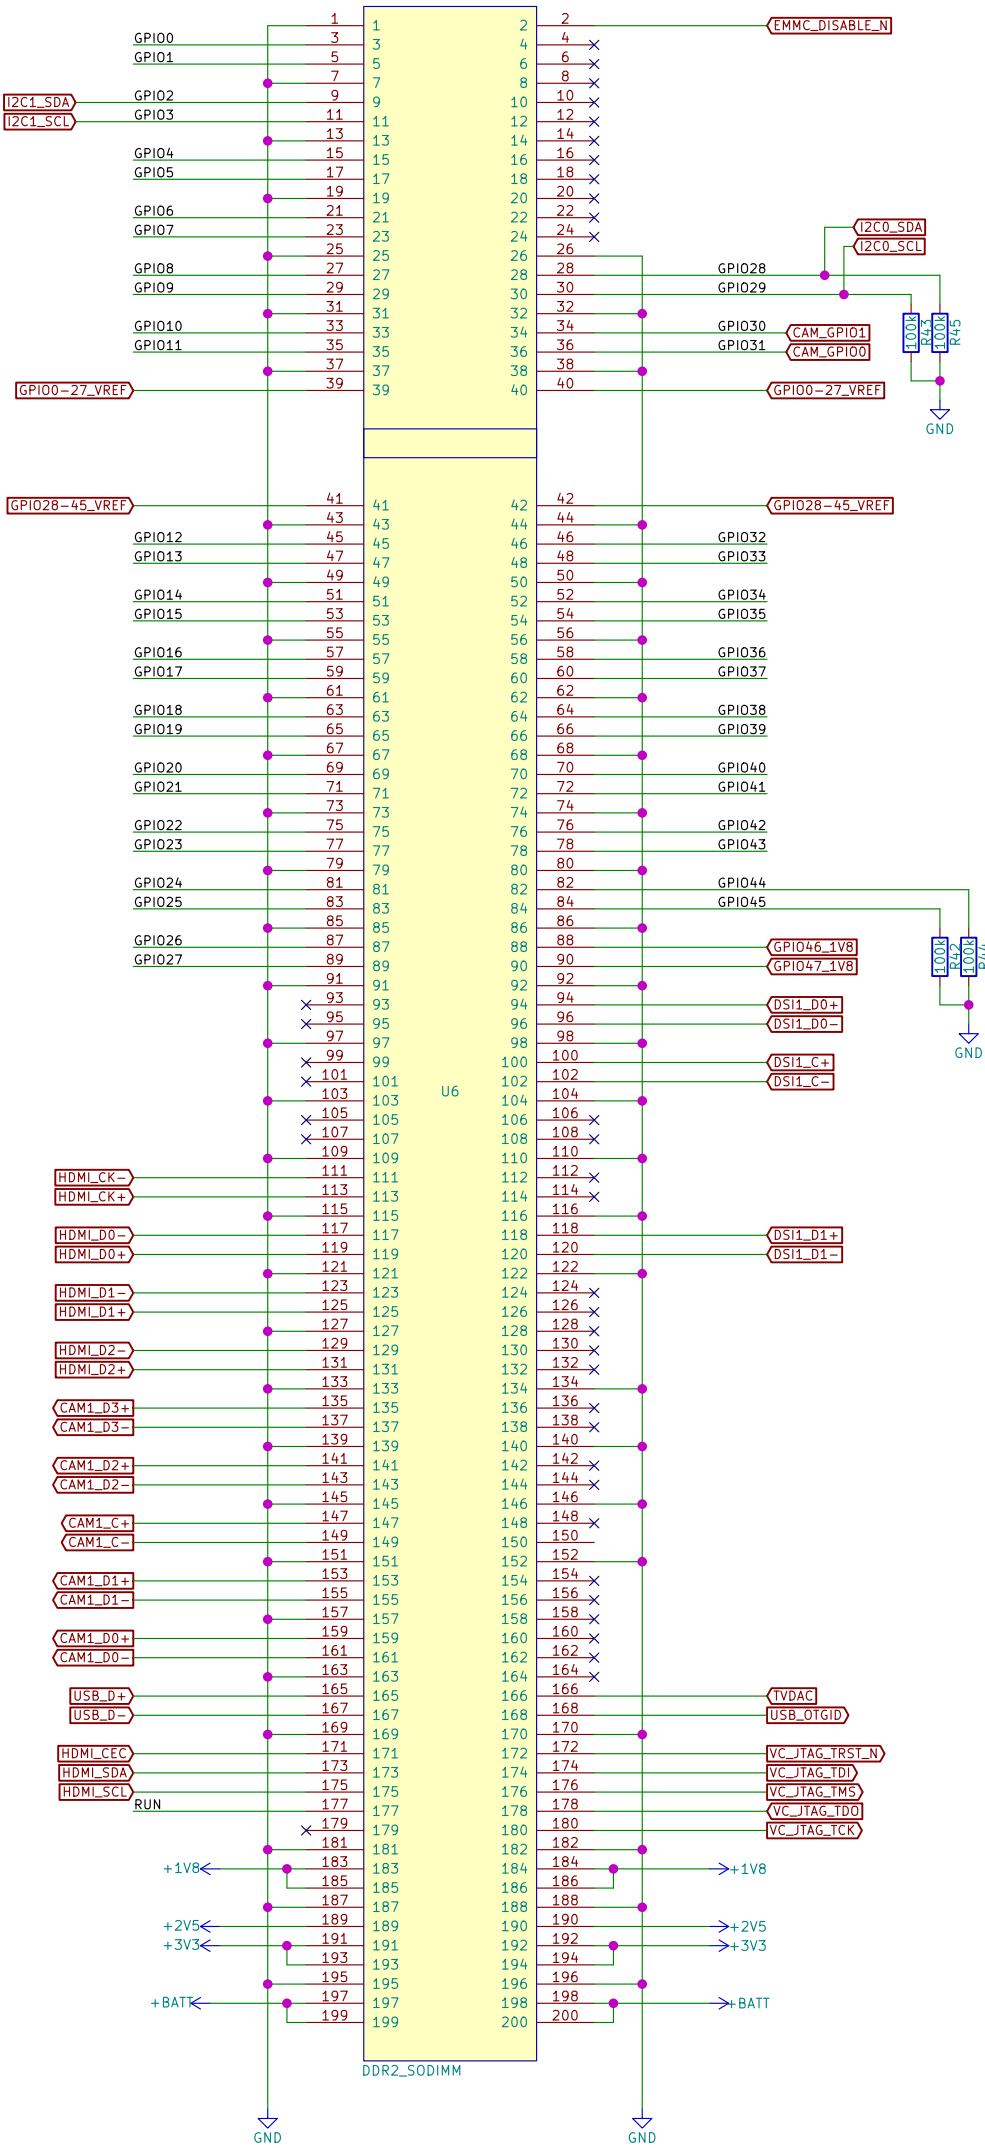 1 1 2 2 EMMC_DISABLE_N
GPIO0 3 3 4 4
GPIO1 5 5 6 6
7 7 8 8
I2C1_SDA GPIO2 9 9 10 10
I2C1_SCL GPIO3 11 11 12 12
13 13 14 14
GPIO4 15 15 16 16
GPIO5 17 17 18 18
19 19 20 20
GPIO6 21 21 22 22
I2C0_SDA
GPIO7 23 23 24 24
I2C0_SCL
25 25 26 26
GPIO8 27 27 28 28 GPIO28
GPIO9 29 29 30 30 GPIO29
31 31 32 32
GPIO10 33 33 34 34 GPIO30 CAM_GPIO1 100k R43 100k R45
GPIO11 35 35 36 36 GPIO31 CAM_GPIO0
37 37 38 38
GPIO0-27_VREF 39 39 40 40 GPIO0-27_VREF
GND
GPIO28-45_VREF 41 41 42 42 GPIO28-45_VREF
43 43 44 44
GPIO12 45 45 46 46 GPIO32
GPIO13 47 47 48 48 GPIO33
49 49 50 50
GPIO14 51 51 52 52 GPIO34
GPIO15 53 53 54 54 GPIO35
55 55 56 56
GPIO16 57 57 58 58 GPIO36
GPIO17 59 59 60 60 GPIO37
61 61 62 62
GPIO18 63 63 64 64 GPIO38
GPIO19 65 65 66 66 GPIO39
67 67 68 68
GPIO20 69 69 70 70 GPIO40
GPIO21 71 71 72 72 GPIO41
73 73 74 74
GPIO22 75 75 76 76 GPIO42
GPIO23 77 77 78 78 GPIO43
79 79 80 80
GPIO24 81 81 82 82 GPIO44
GPIO25 83 83 84 84 GPIO45
85 85 86 86
GPIO26 87 87 88 88 GPIO46_1V8 100k R42 100k R44
GPIO27 89 89 90 90 GPIO47_1V8
91 91 92 92
93 93 94 94 DSI1_D0+
95 95 96 96 DSI1_D0-
97 97 98 98
GND
99 99 100 100 DSI1_C+
101 101 102 102 DSI1_C-
U6
103 103 104 104
105 105 106 106
107 107 108 108
109 109 110 110
HDMI_CK- 111 111 112 112
HDMI_CK+ 113 113 114 114
115 115 116 116
HDMI_D0- 117 117 118 118 DSI1_D1+
HDMI_D0+ 119 119 120 120 DSI1_D1-
121 121 122 122
HDMI_D1- 123 123 124 124
HDMI_D1+ 125 125 126 126
127 127 128 128
HDMI_D2- 129 129 130 130
HDMI_D2+ 131 131 132 132
133 133 134 134
CAM1_D3+ 135 135 136 136
CAM1_D3- 137 137 138 138
139 139 140 140
CAM1_D2+ 141 141 142 142
CAM1_D2- 143 143 144 144
145 145 146 146
CAM1_C+ 147 147 148 148
CAM1_C- 149 149 150 150
151 151 152 152
CAM1_D1+ 153 153 154 154
CAM1_D1- 155 155 156 156
157 157 158 158
CAM1_D0+ 159 159 160 160
CAM1_D0- 161 161 162 162
163 163 164 164
USB_D+ 165 165 166 166 TVDAC
USB_D- 167 167 168 168 USB_OTGID
169 169 170 170
HDMI_CEC 171 171 172 172 VC_JTAG_TRST_N
HDMI_SDA 173 173 174 174 VC_JTAG_TDI
HDMI_SCL 175 175 176 176 VC_JTAG_TMS
RUN 177 177 178 178 VC_JTAG_TDO
179 179 180 180 VC_JTAG_TCK
181 181 182 182
+1V8 183 183 184 184 +1V8
185 185 186 186
187 187 188 188
+2V5 189 189 190 190 +2V5
+3V3 191 191 192 192 +3V3
193 193 194 194
195 195 196 196
+BATT 197 197 198 198 +BATT
199 199 200 200
DDR2_SODIMM
GND GND